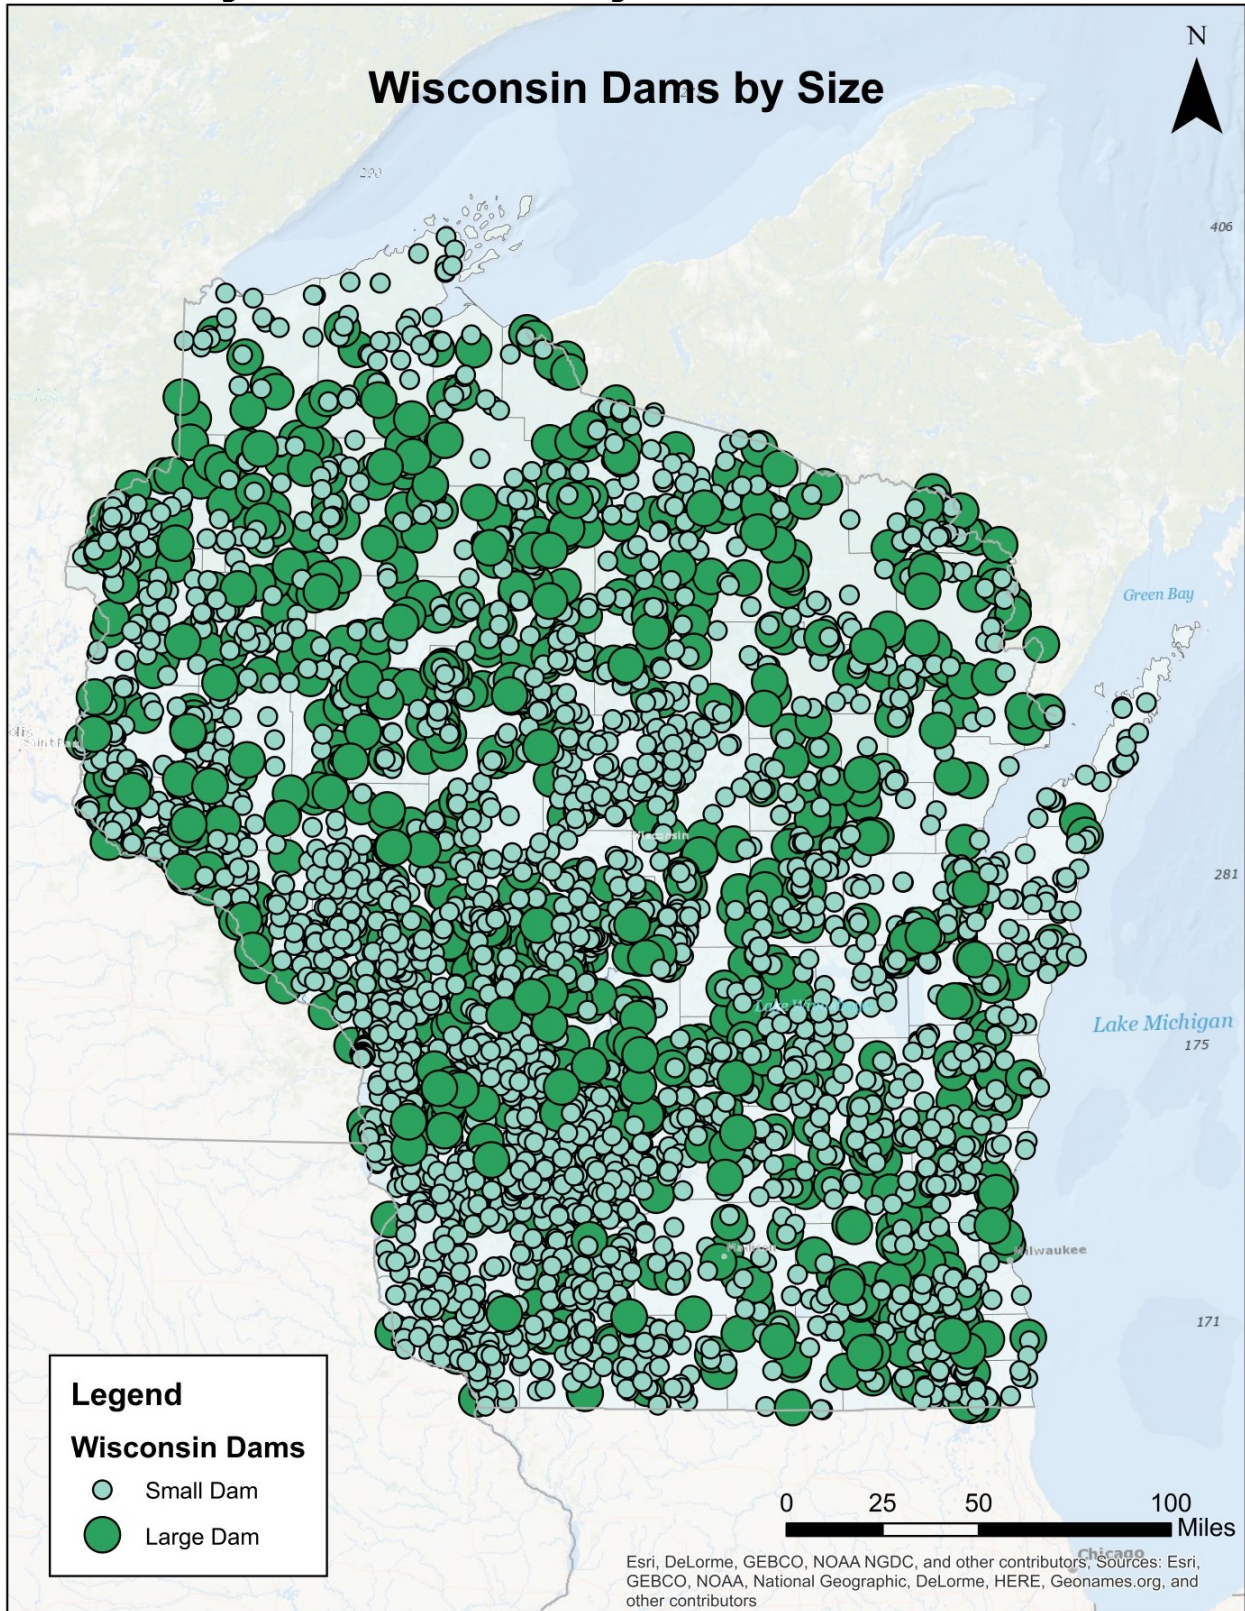 Wisconsin Dams by Size
N
290
406
Green Bay
281
Lake Michigan
175
Milwaukee
171
Legend
Wisconsin Dams
Small Dam
Large Dam
0 25 50 100
Miles
Chicago
Esri, DeLorme, GEBCO, NOAA NGDC, and other contributors, Sources: Esri,
GEBCO, NOAA, National Geographic, DeLorme, HERE, Geonames.org, and
other contributors